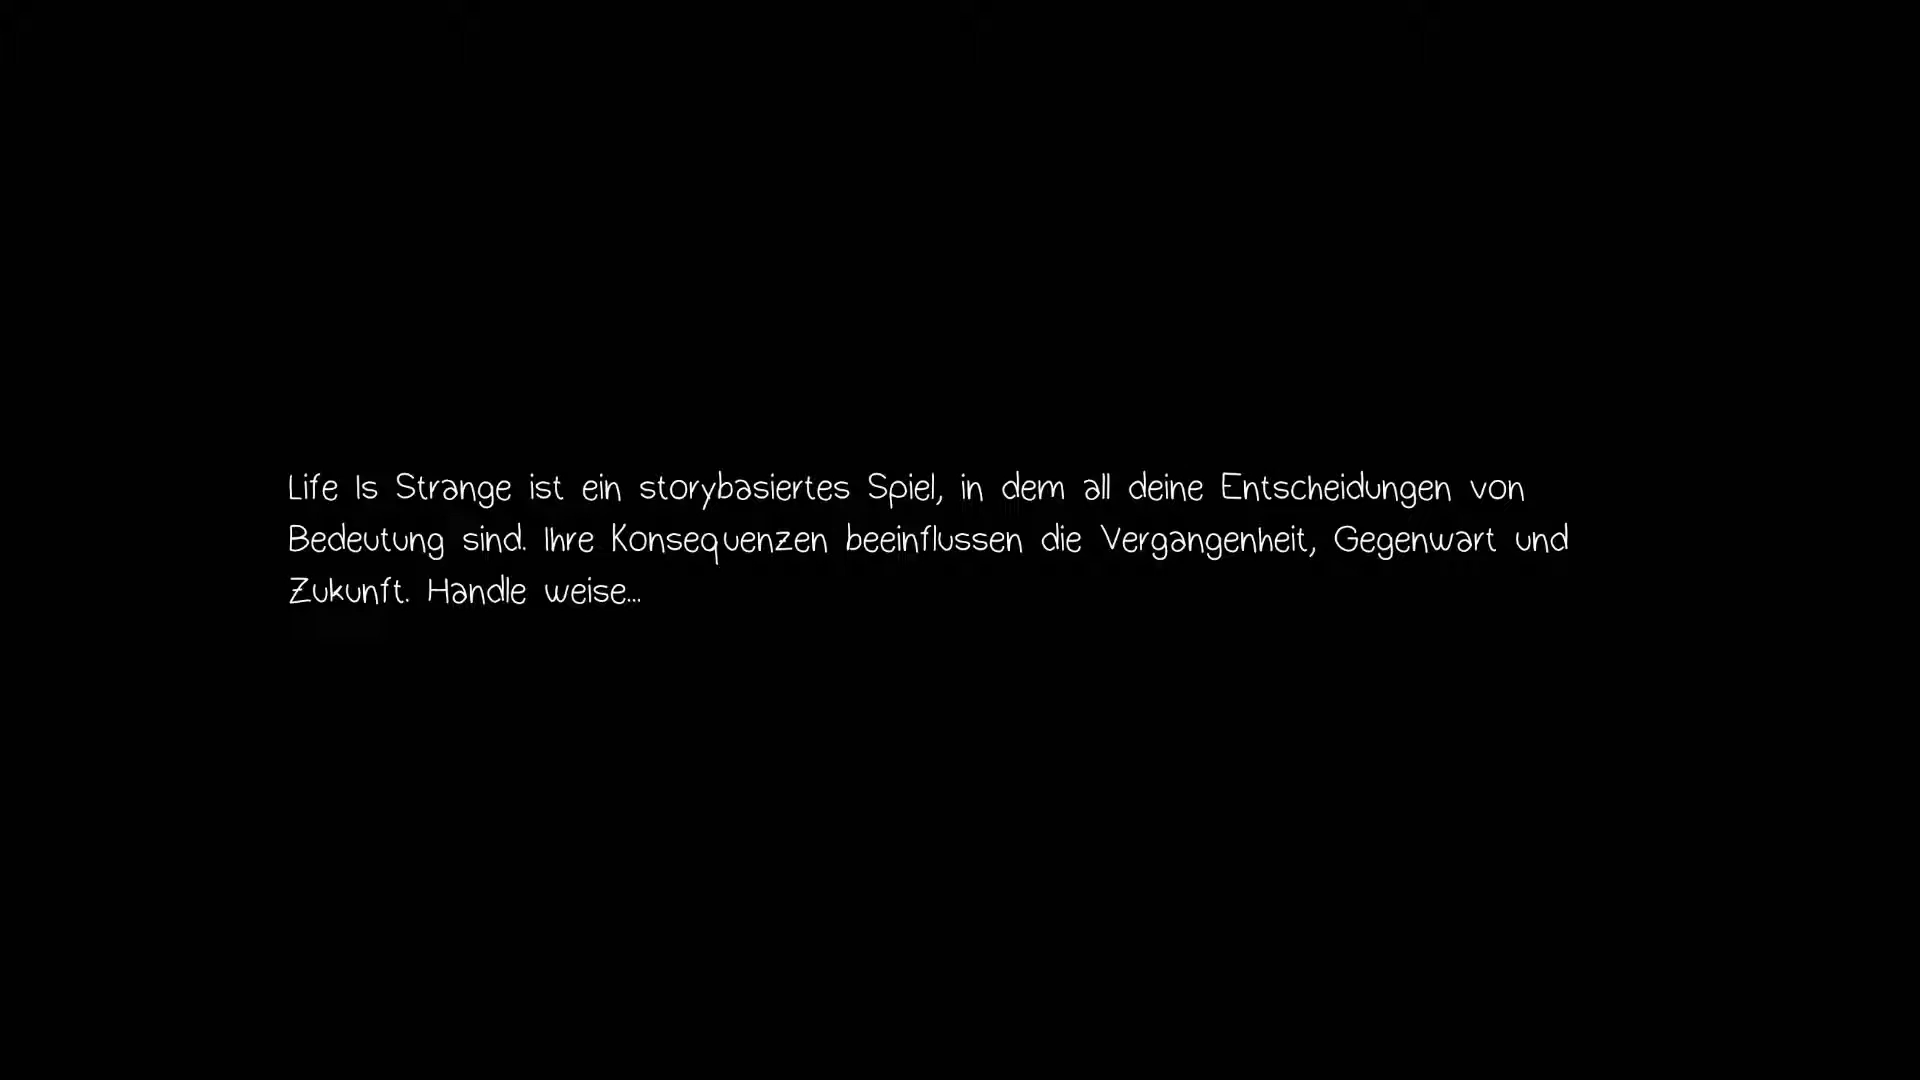 Life Is Strange ist ein storybasiertes Spiel, in dem all deine Entscheidungen von
Bedeutung sind. Ihre Konsequenzen beeinflussen die Vergangenheit, Gegenwart und
Zukunft. Handle weise...